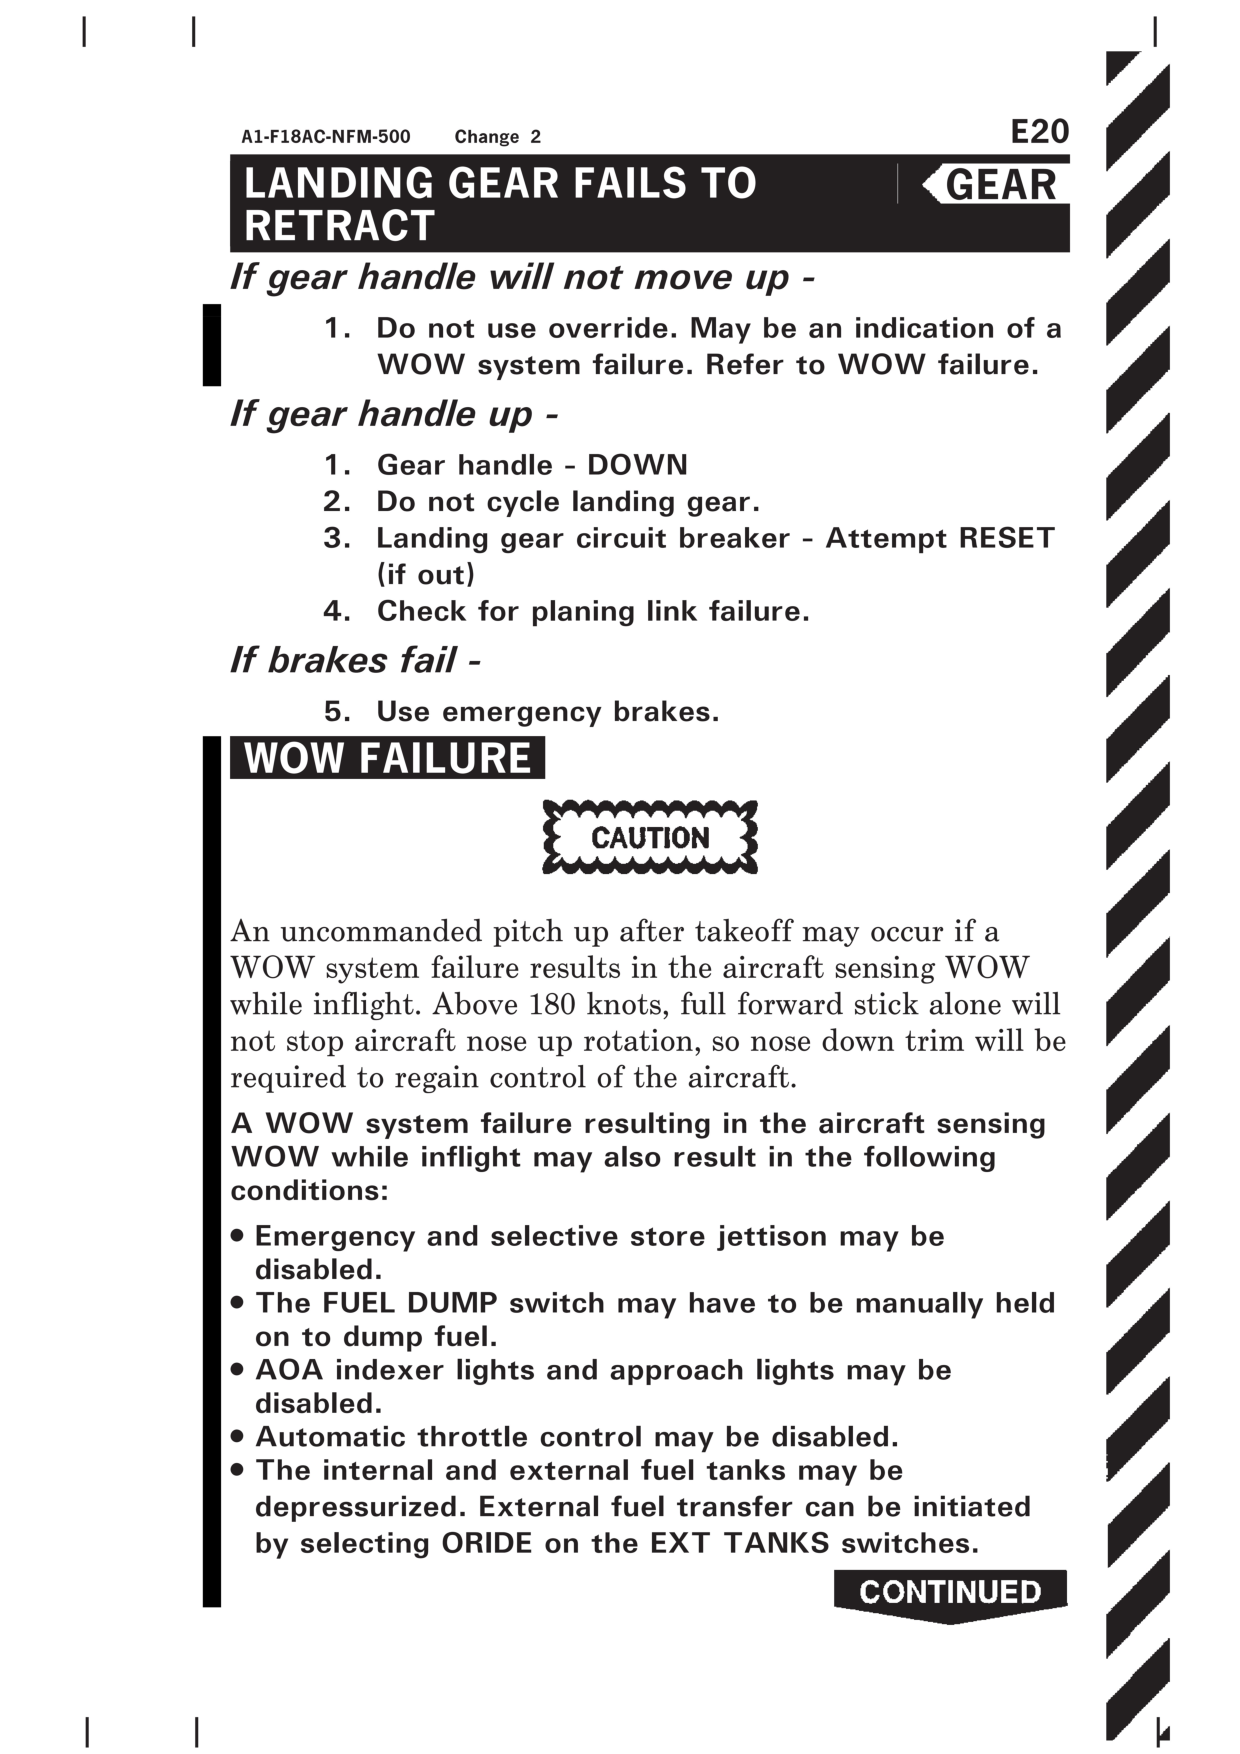 A1-F18AC-NFM-500 Change 2 E20
LANDING GEAR FAILS TO
RETRACT
GEAR
If gear handle will not move up -
1. Do not use override. May be an indication of a
WOW system failure. Refer to WOW failure.
If gear handle up -
1. Gear handle - DOWN
2. Do not cycle landing gear.
3. Landing gear circuit breaker - Attempt RESET
(if out)
4. Check for planing link failure.
If brakes fail -
5. Use emergency brakes.
WOW FAILURE
CAUTION
An uncommanded pitch up after takeoff may occur if a
WOW system failure results in the aircraft sensing WOW
while inflight. Above 180 knots, full forward stick alone will
not stop aircraft nose up rotation, so nose down trim will be
required to regain control of the aircraft.
A WOW system failure resulting in the aircraft sensing
WOW while inflight may also result in the following
conditions:
● Emergency and selective store jettison may be
disabled.
● The FUEL DUMP switch may have to be manually held
on to dump fuel.
● AOA indexer lights and approach lights may be
disabled.
● Automatic throttle control may be disabled.
● The internal and external fuel tanks may be
depressurized. External fuel transfer can be initiated
by selecting ORIDE on the EXT TANKS switches.
CONTINUED